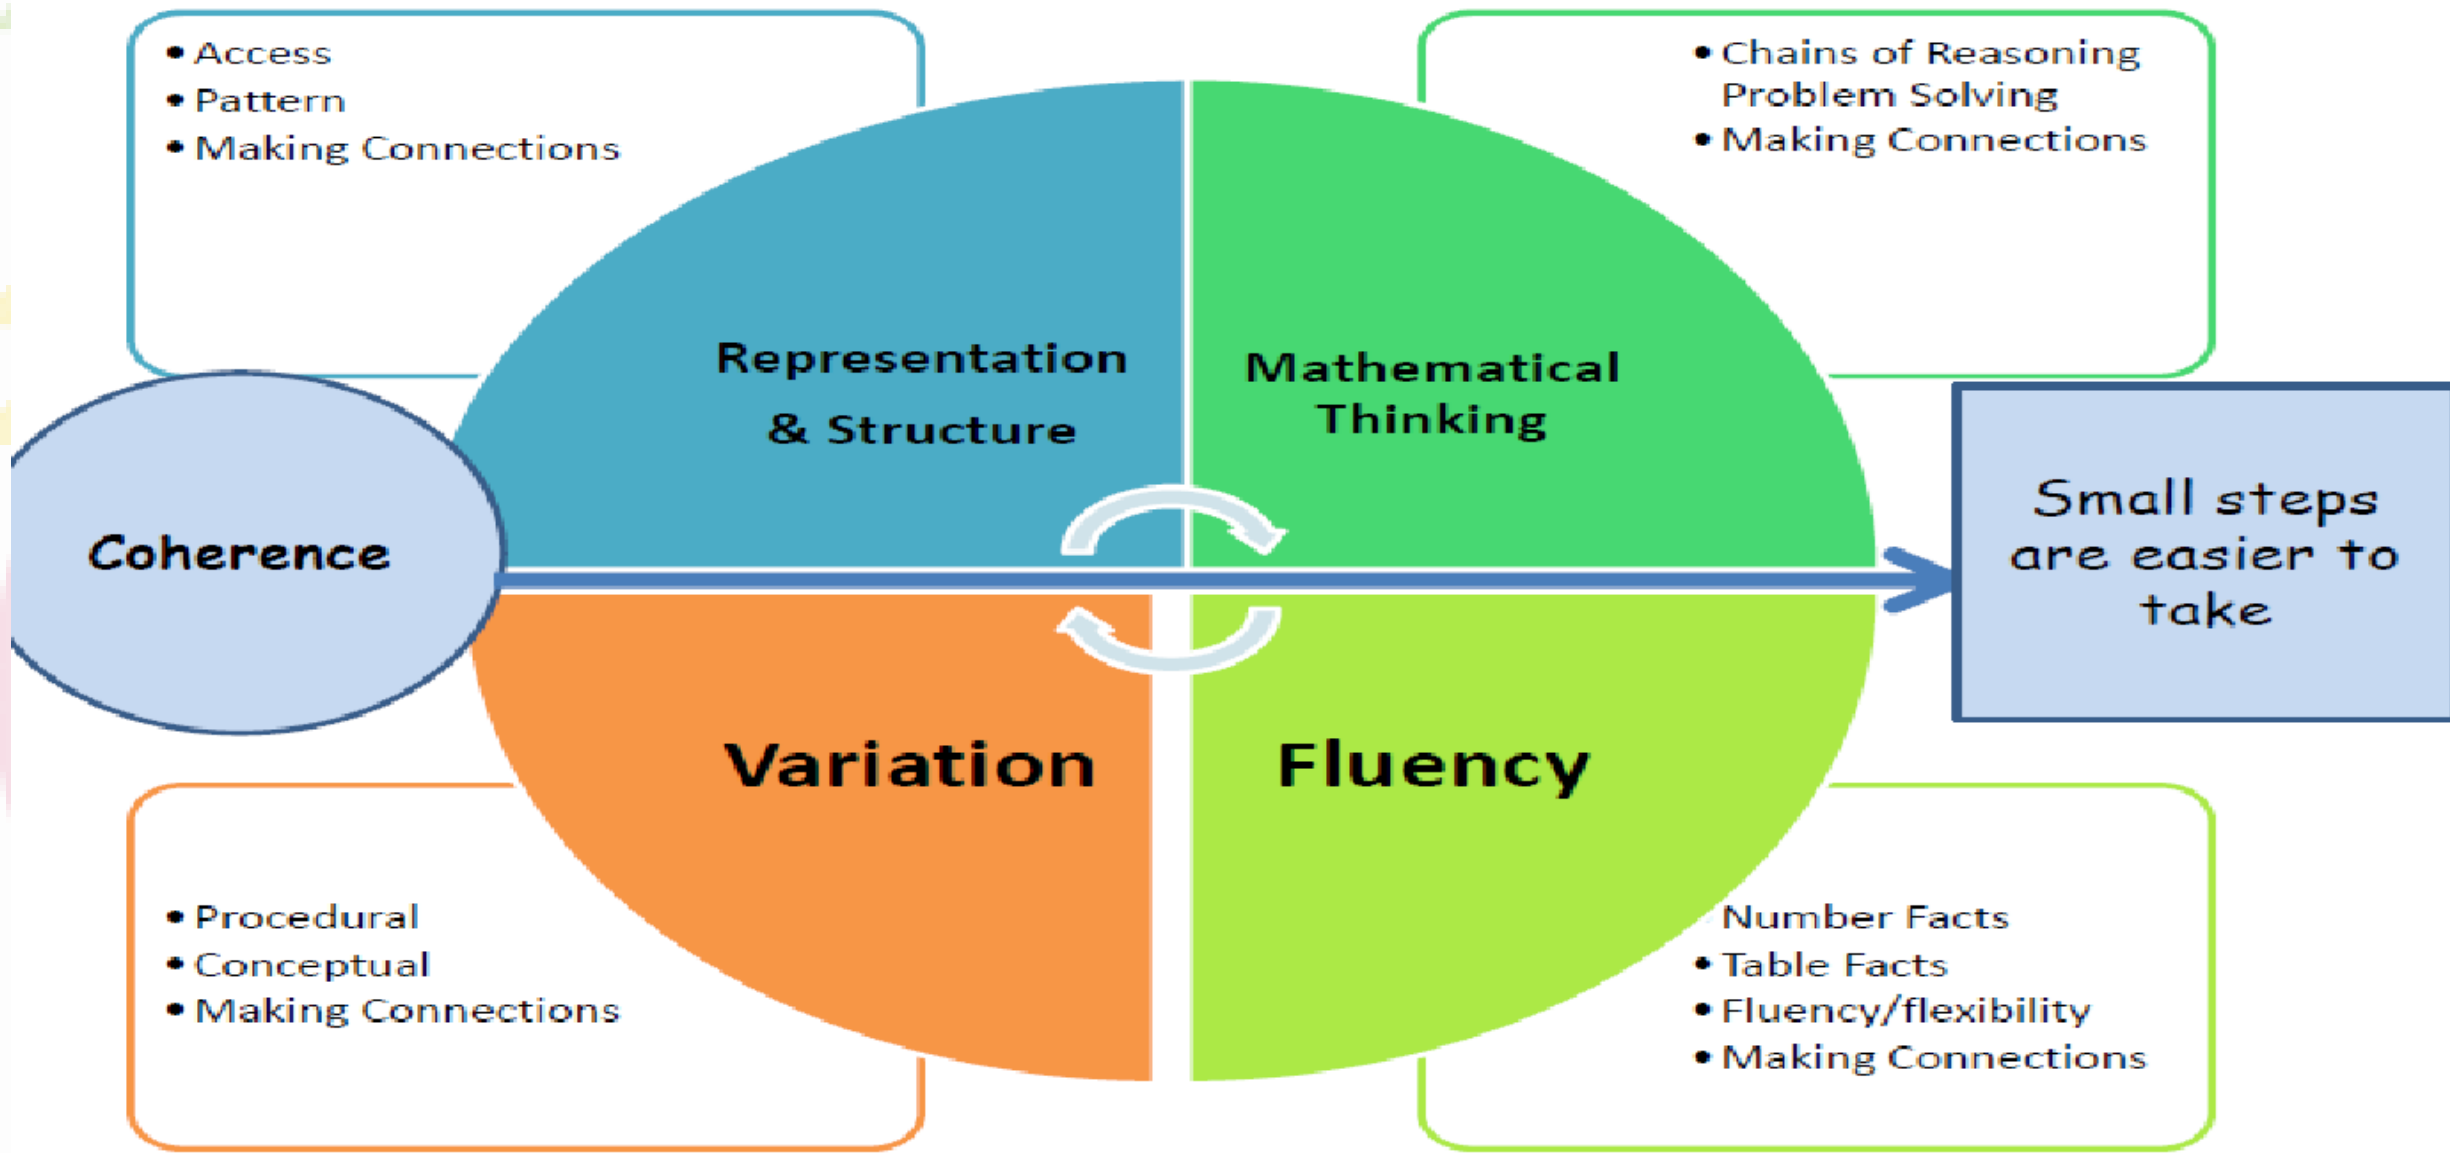 • Access
• Pattern
• Making Connections
• Chains of Reasoning
Problem Solving
• Making Connections
Representation
& Structure
Mathematical
Thinking
Coherence
Small steps
are easier to
take
Variation
Fluency
• Procedural
• Conceptual
• Making Connections
Number Facts
• Table Facts
• Fluency/flexibility
• Making Connections